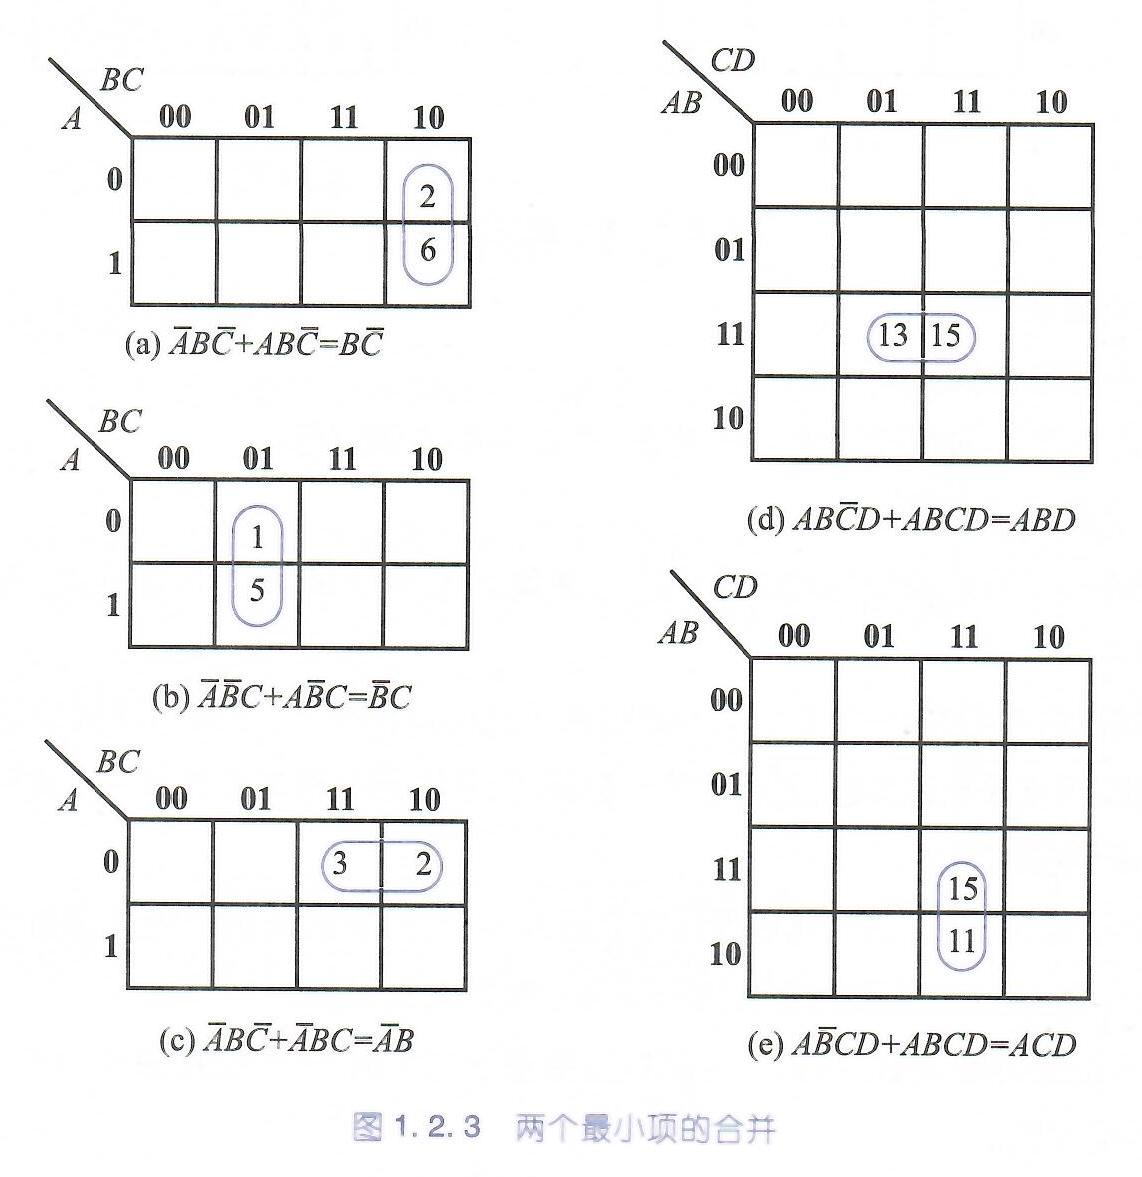 BC
A 00 01 11 10
0 2
1 6
(a) A̅BC̅+ABC̅=BC̅
BC
A 00 01 11 10
0 1
1 5
(b) A̅B̅C+AB̅C=B̅C
BC
A 00 01 11 10
0 3 2
1
(c) A̅BC̅+A̅BC=A̅B
CD
AB 00 01 11 10
00
01
11 13 15
10
(d) ABC̅D+ABCD=ABD
CD
AB 00 01 11 10
00
01
11 15
10 11
(e) AB̅CD+ABCD=ACD
图 1.2.3 两个最小项的合并